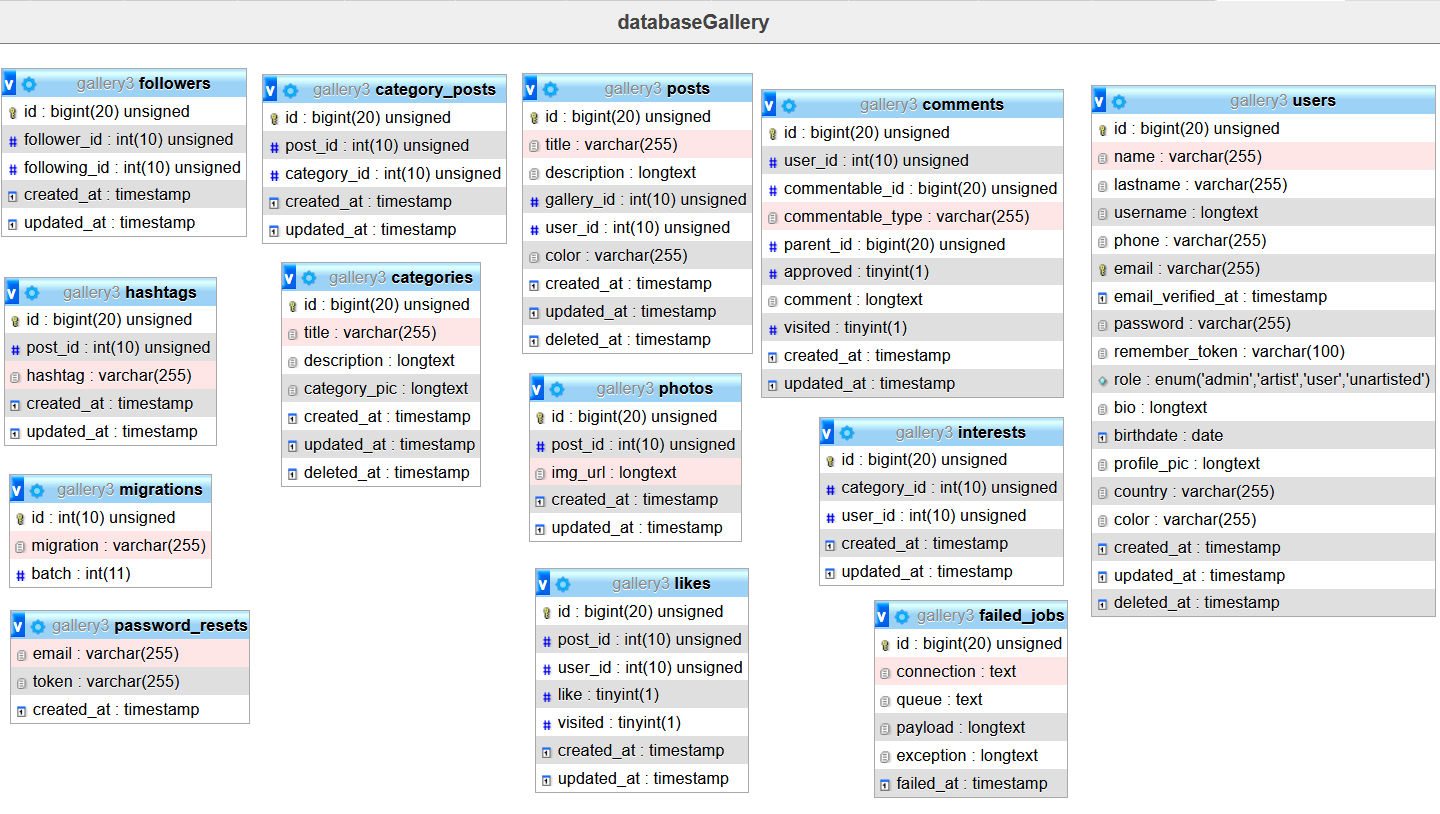 databaseGallery
gallery3 followers
id : bigint(20) unsigned
follower_id : int(10) unsigned
following_id : int(10) unsigned
created_at : timestamp
updated_at : timestamp
gallery3 hashtags
id : bigint(20) unsigned
post_id : int(10) unsigned
hashtag : varchar(255)
created_at : timestamp
updated_at : timestamp
gallery3 migrations
id : int(10) unsigned
migration : varchar(255)
batch : int(11)
gallery3 password_resets
email : varchar(255)
token : varchar(255)
created_at : timestamp
gallery3 category_posts
id : bigint(20) unsigned
post_id : int(10) unsigned
category_id : int(10) unsigned
created_at : timestamp
updated_at : timestamp
gallery3 categories
id : bigint(20) unsigned
title : varchar(255)
description : longtext
category_pic : longtext
created_at : timestamp
updated_at : timestamp
deleted_at : timestamp
gallery3 posts
id : bigint(20) unsigned
title : varchar(255)
description : longtext
gallery_id : int(10) unsigned
user_id : int(10) unsigned
color : varchar(255)
created_at : timestamp
updated_at : timestamp
deleted_at : timestamp
gallery3 photos
id : bigint(20) unsigned
post_id : int(10) unsigned
img_url : longtext
created_at : timestamp
updated_at : timestamp
gallery3 likes
id : bigint(20) unsigned
post_id : int(10) unsigned
user_id : int(10) unsigned
like : tinyint(1)
visited : tinyint(1)
created_at : timestamp
updated_at : timestamp
gallery3 comments
id : bigint(20) unsigned
user_id : int(10) unsigned
commentable_id : bigint(20) unsigned
commentable_type : varchar(255)
parent_id : bigint(20) unsigned
approved : tinyint(1)
comment : longtext
visited : tinyint(1)
created_at : timestamp
updated_at : timestamp
gallery3 interests
id : bigint(20) unsigned
category_id : int(10) unsigned
user_id : int(10) unsigned
created_at : timestamp
updated_at : timestamp
gallery3 failed_jobs
id : bigint(20) unsigned
connection : text
queue : text
payload : longtext
exception : longtext
failed_at : timestamp
gallery3 users
id : bigint(20) unsigned
name : varchar(255)
lastname : varchar(255)
username : longtext
phone : varchar(255)
email : varchar(255)
email_verified_at : timestamp
password : varchar(255)
remember_token : varchar(100)
role : enum('admin','artist','user','unartisted')
bio : longtext
birthdate : date
profile_pic : longtext
country : varchar(255)
color : varchar(255)
created_at : timestamp
updated_at : timestamp
deleted_at : timestamp